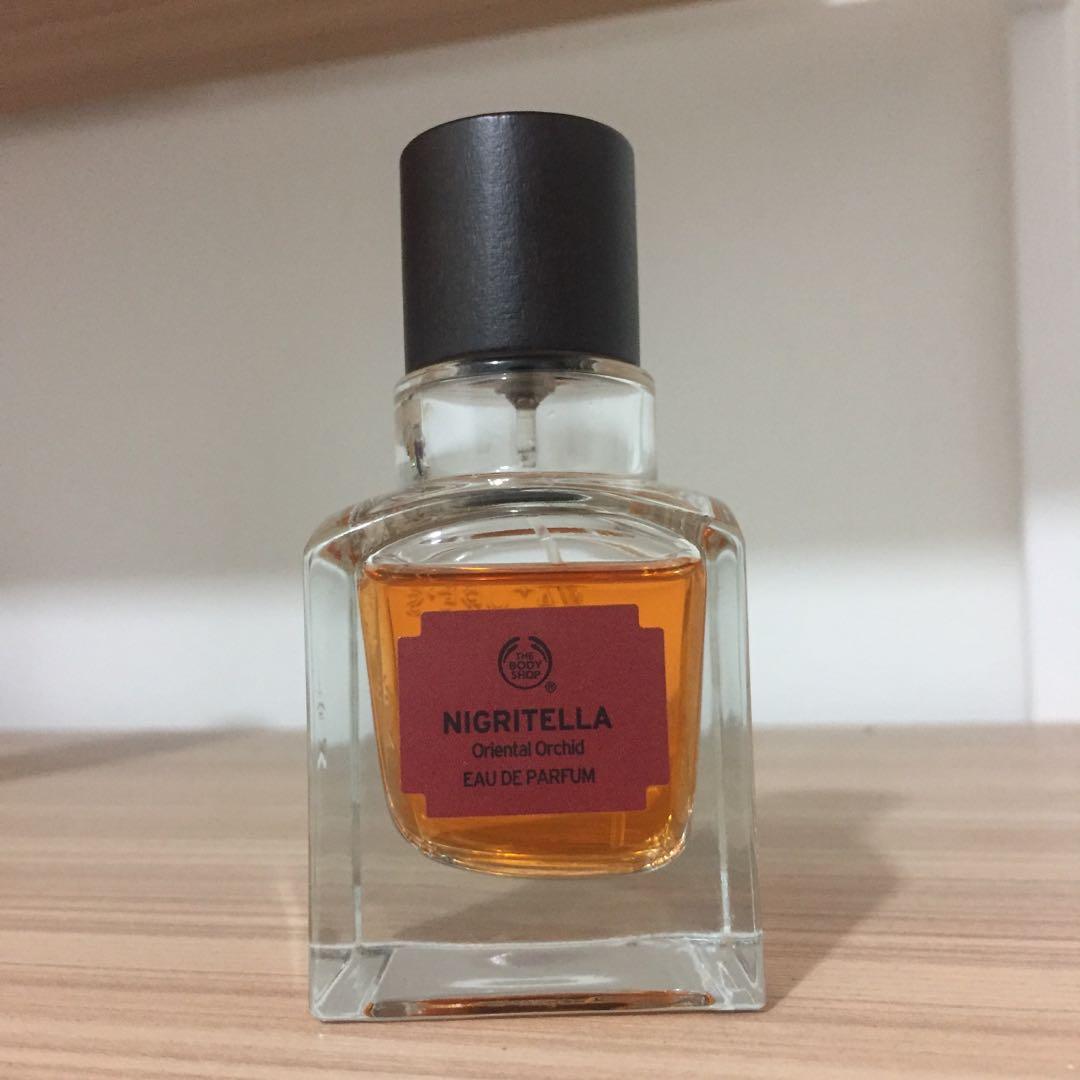 THE
BODY
SHOP
®
NIGRITELLA
Oriental Orchid
EAU DE PARFUM